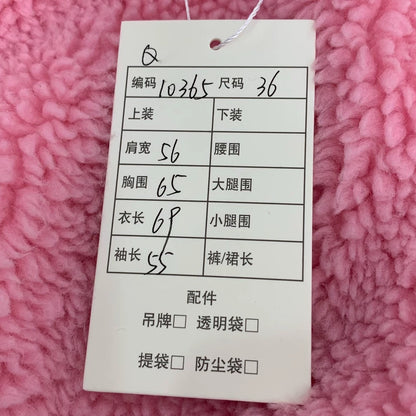 Q
编码 10365 尺码 36
上装 下装
肩宽 56 腰围
胸围 65 大腿围
衣长 69 小腿围
袖长 55 裤/裙长
配件
吊牌□ 透明袋□
提袋□ 防尘袋□